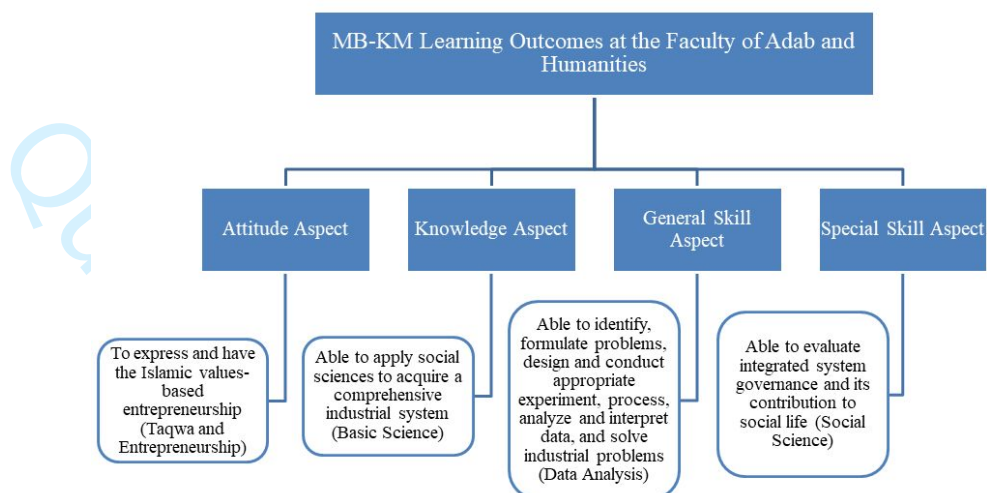 MB-KM Learning Outcomes at the Faculty of Adab and
Humanities
Attitude Aspect
Knowledge Aspect
General Skill
Aspect
Special Skill Aspect
To express and have
the Islamic values-
based
entrepreneurship
(Taqwa and
Entrepreneurship)
Able to apply social
sciences to acquire a
comprehensive
industrial system
(Basic Science)
Able to identify,
formulate problems,
design and conduct
appropriate
experiment, process,
analyze and interpret
data, and solve
industrial problems
(Data Analysis)
Able to evaluate
integrated system
governance and its
contribution to
social life (Social
Science)